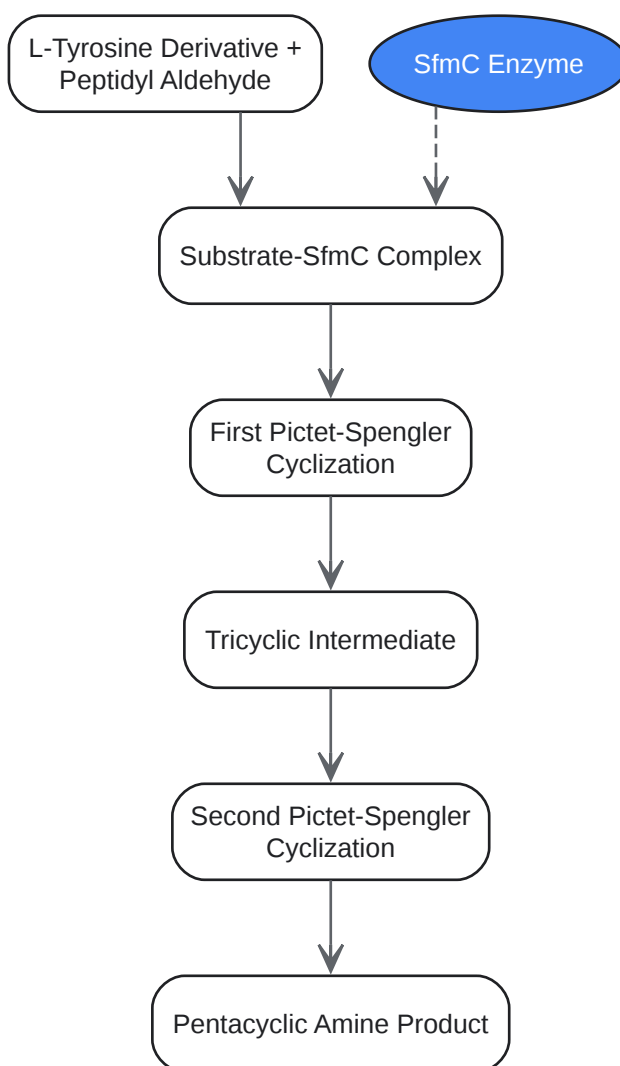 L-Tyrosine Derivative +
Peptidyl Aldehyde
SfmC Enzyme
Substrate-SfmC Complex
First Pictet-Spengler
Cyclization
Tricyclic Intermediate
Second Pictet-Spengler
Cyclization
Pentacyclic Amine Product